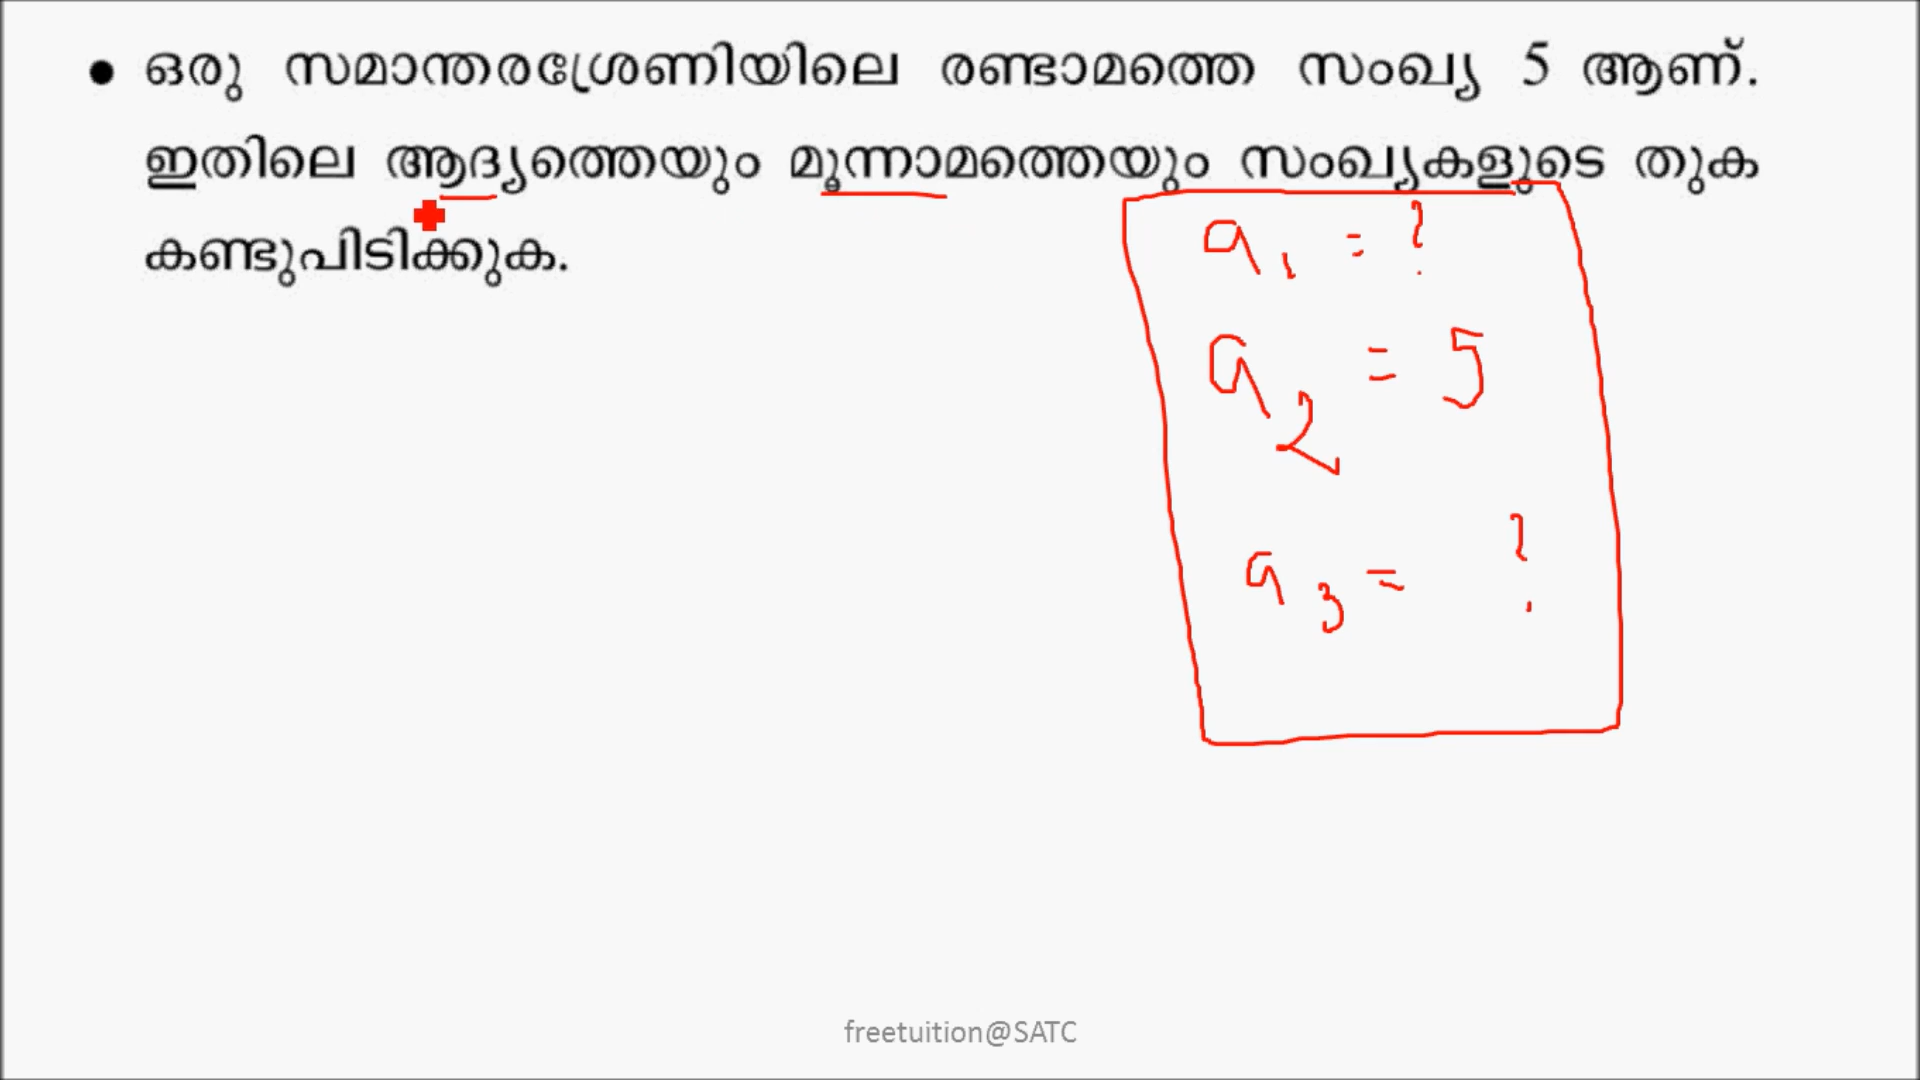 • ഒരു സമാന്തരശ്രേണിയിലെ രണ്ടാമത്തെ സംഖ്യ 5 ആണ്.
ഇതിലെ ആദ്യത്തെയും മൂന്നാമത്തെയും സംഖ്യകളുടെ തുക
കണ്ടുപിടിക്കുക.
a₁ = ?
a₂ = 5
a₃ = ?
freetuition@SATC